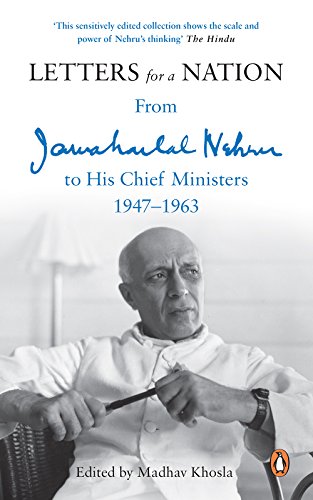 ‘This sensitively edited collection shows the scale and
power of Nehru’s thinking’ The Hindu
LETTERS for a NATION
From
Jawaharlal Nehru
to His Chief Ministers
1947–1963
Edited by Madhav Khosla